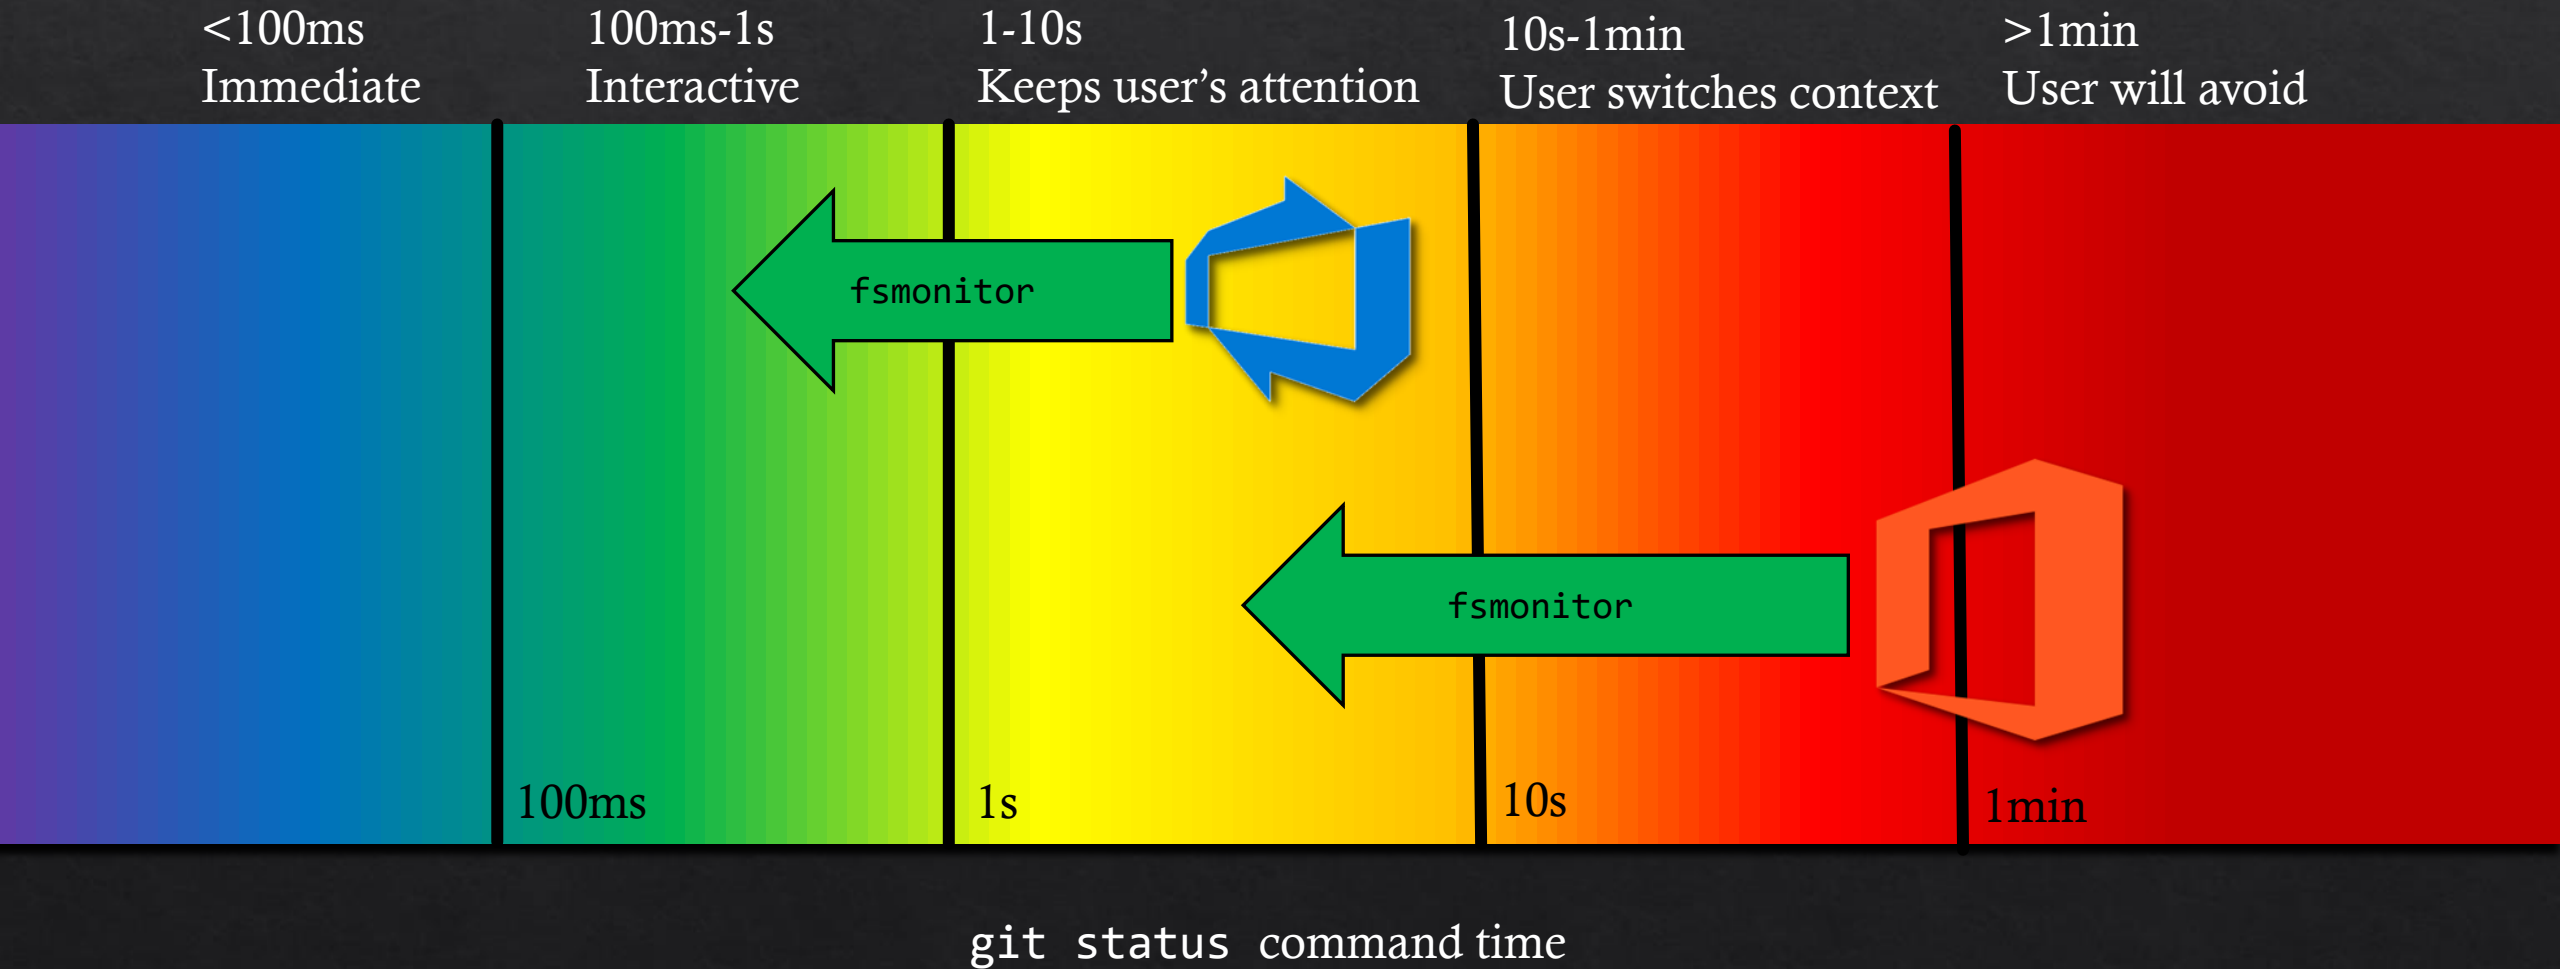 <100ms
Immediate
100ms-1s
Interactive
1-10s
Keeps user’s attention
10s-1min
User switches context
>1min
User will avoid
fsmonitor
fsmonitor
100ms
1s
10s
1min
git status command time